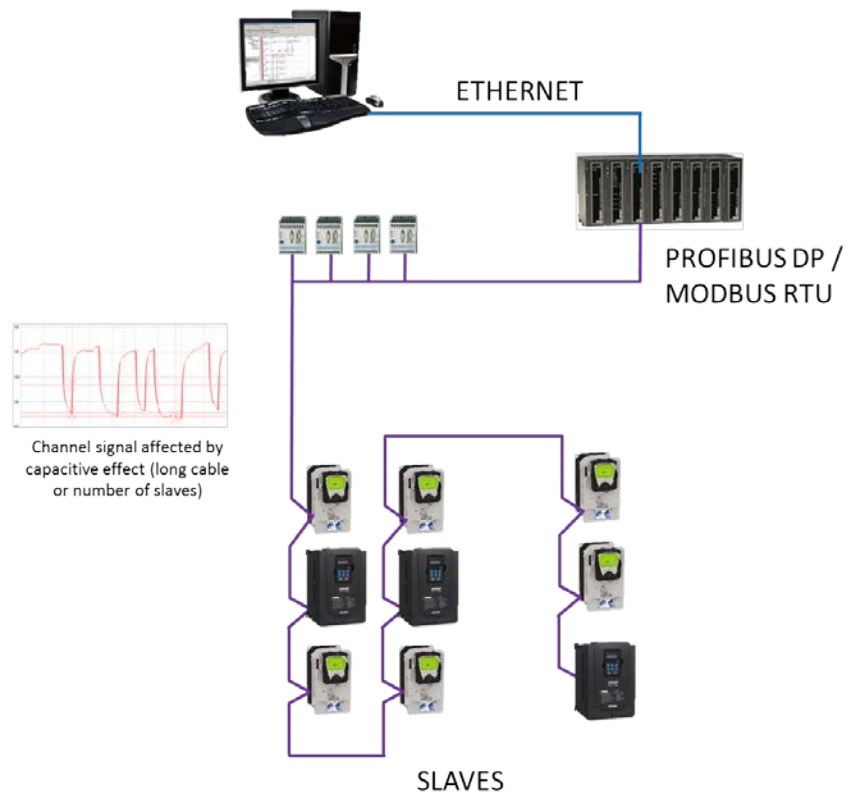 ETHERNET
PROFIBUS DP /
MODBUS RTU
Channel signal affected by
capacitive effect (long cable
or number of slaves)
SLAVES